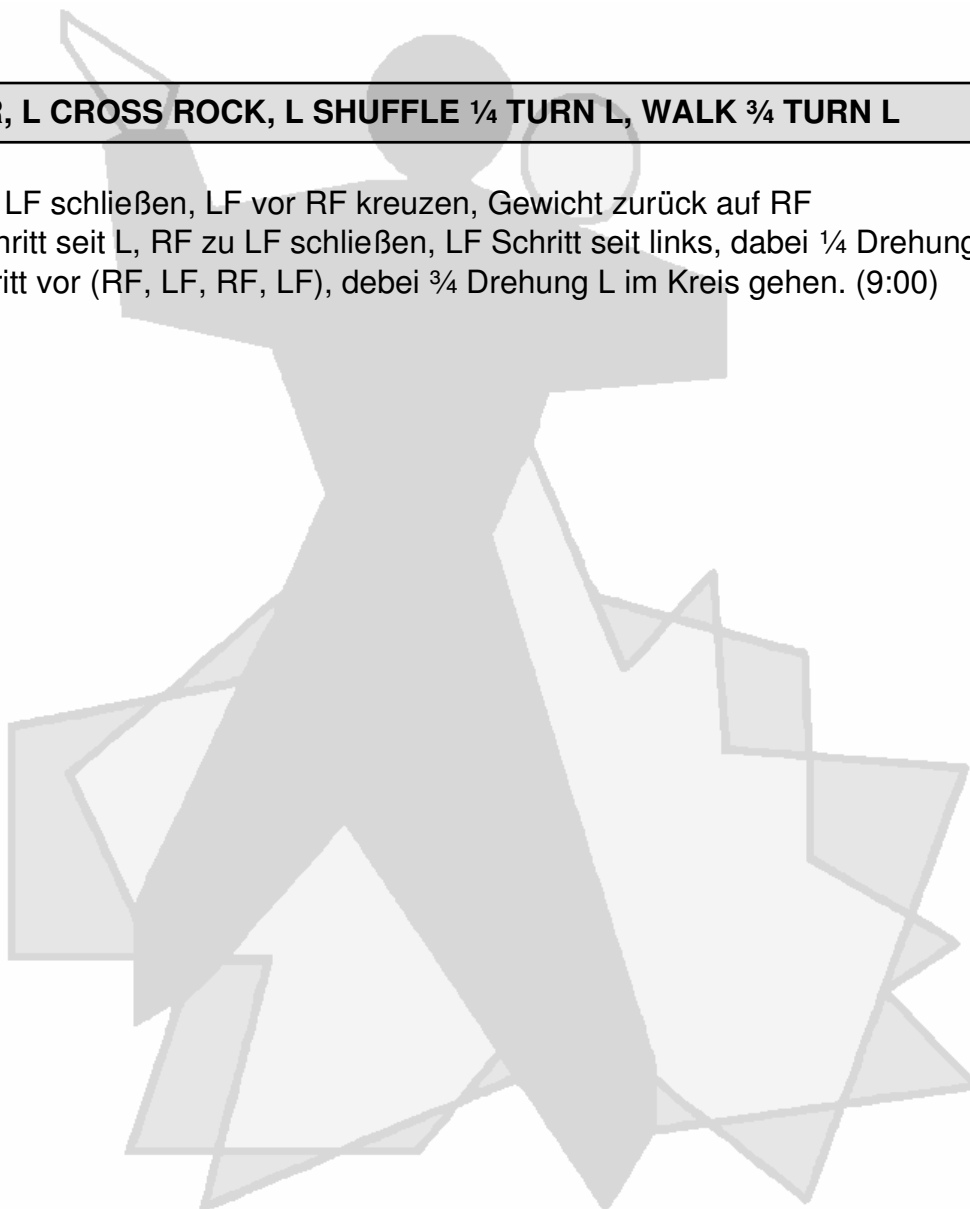 , L CROSS ROCK, L SHUFFLE ¼ TURN L, WALK ¾ TURN L
LF schließen, LF vor RF kreuzen, Gewicht zurück auf RF
hritt seit L, RF zu LF schließen, LF Schritt seit links, dabei ¼ Drehung
ritt vor (RF, LF, RF, LF), debei ¾ Drehung L im Kreis gehen. (9:00)